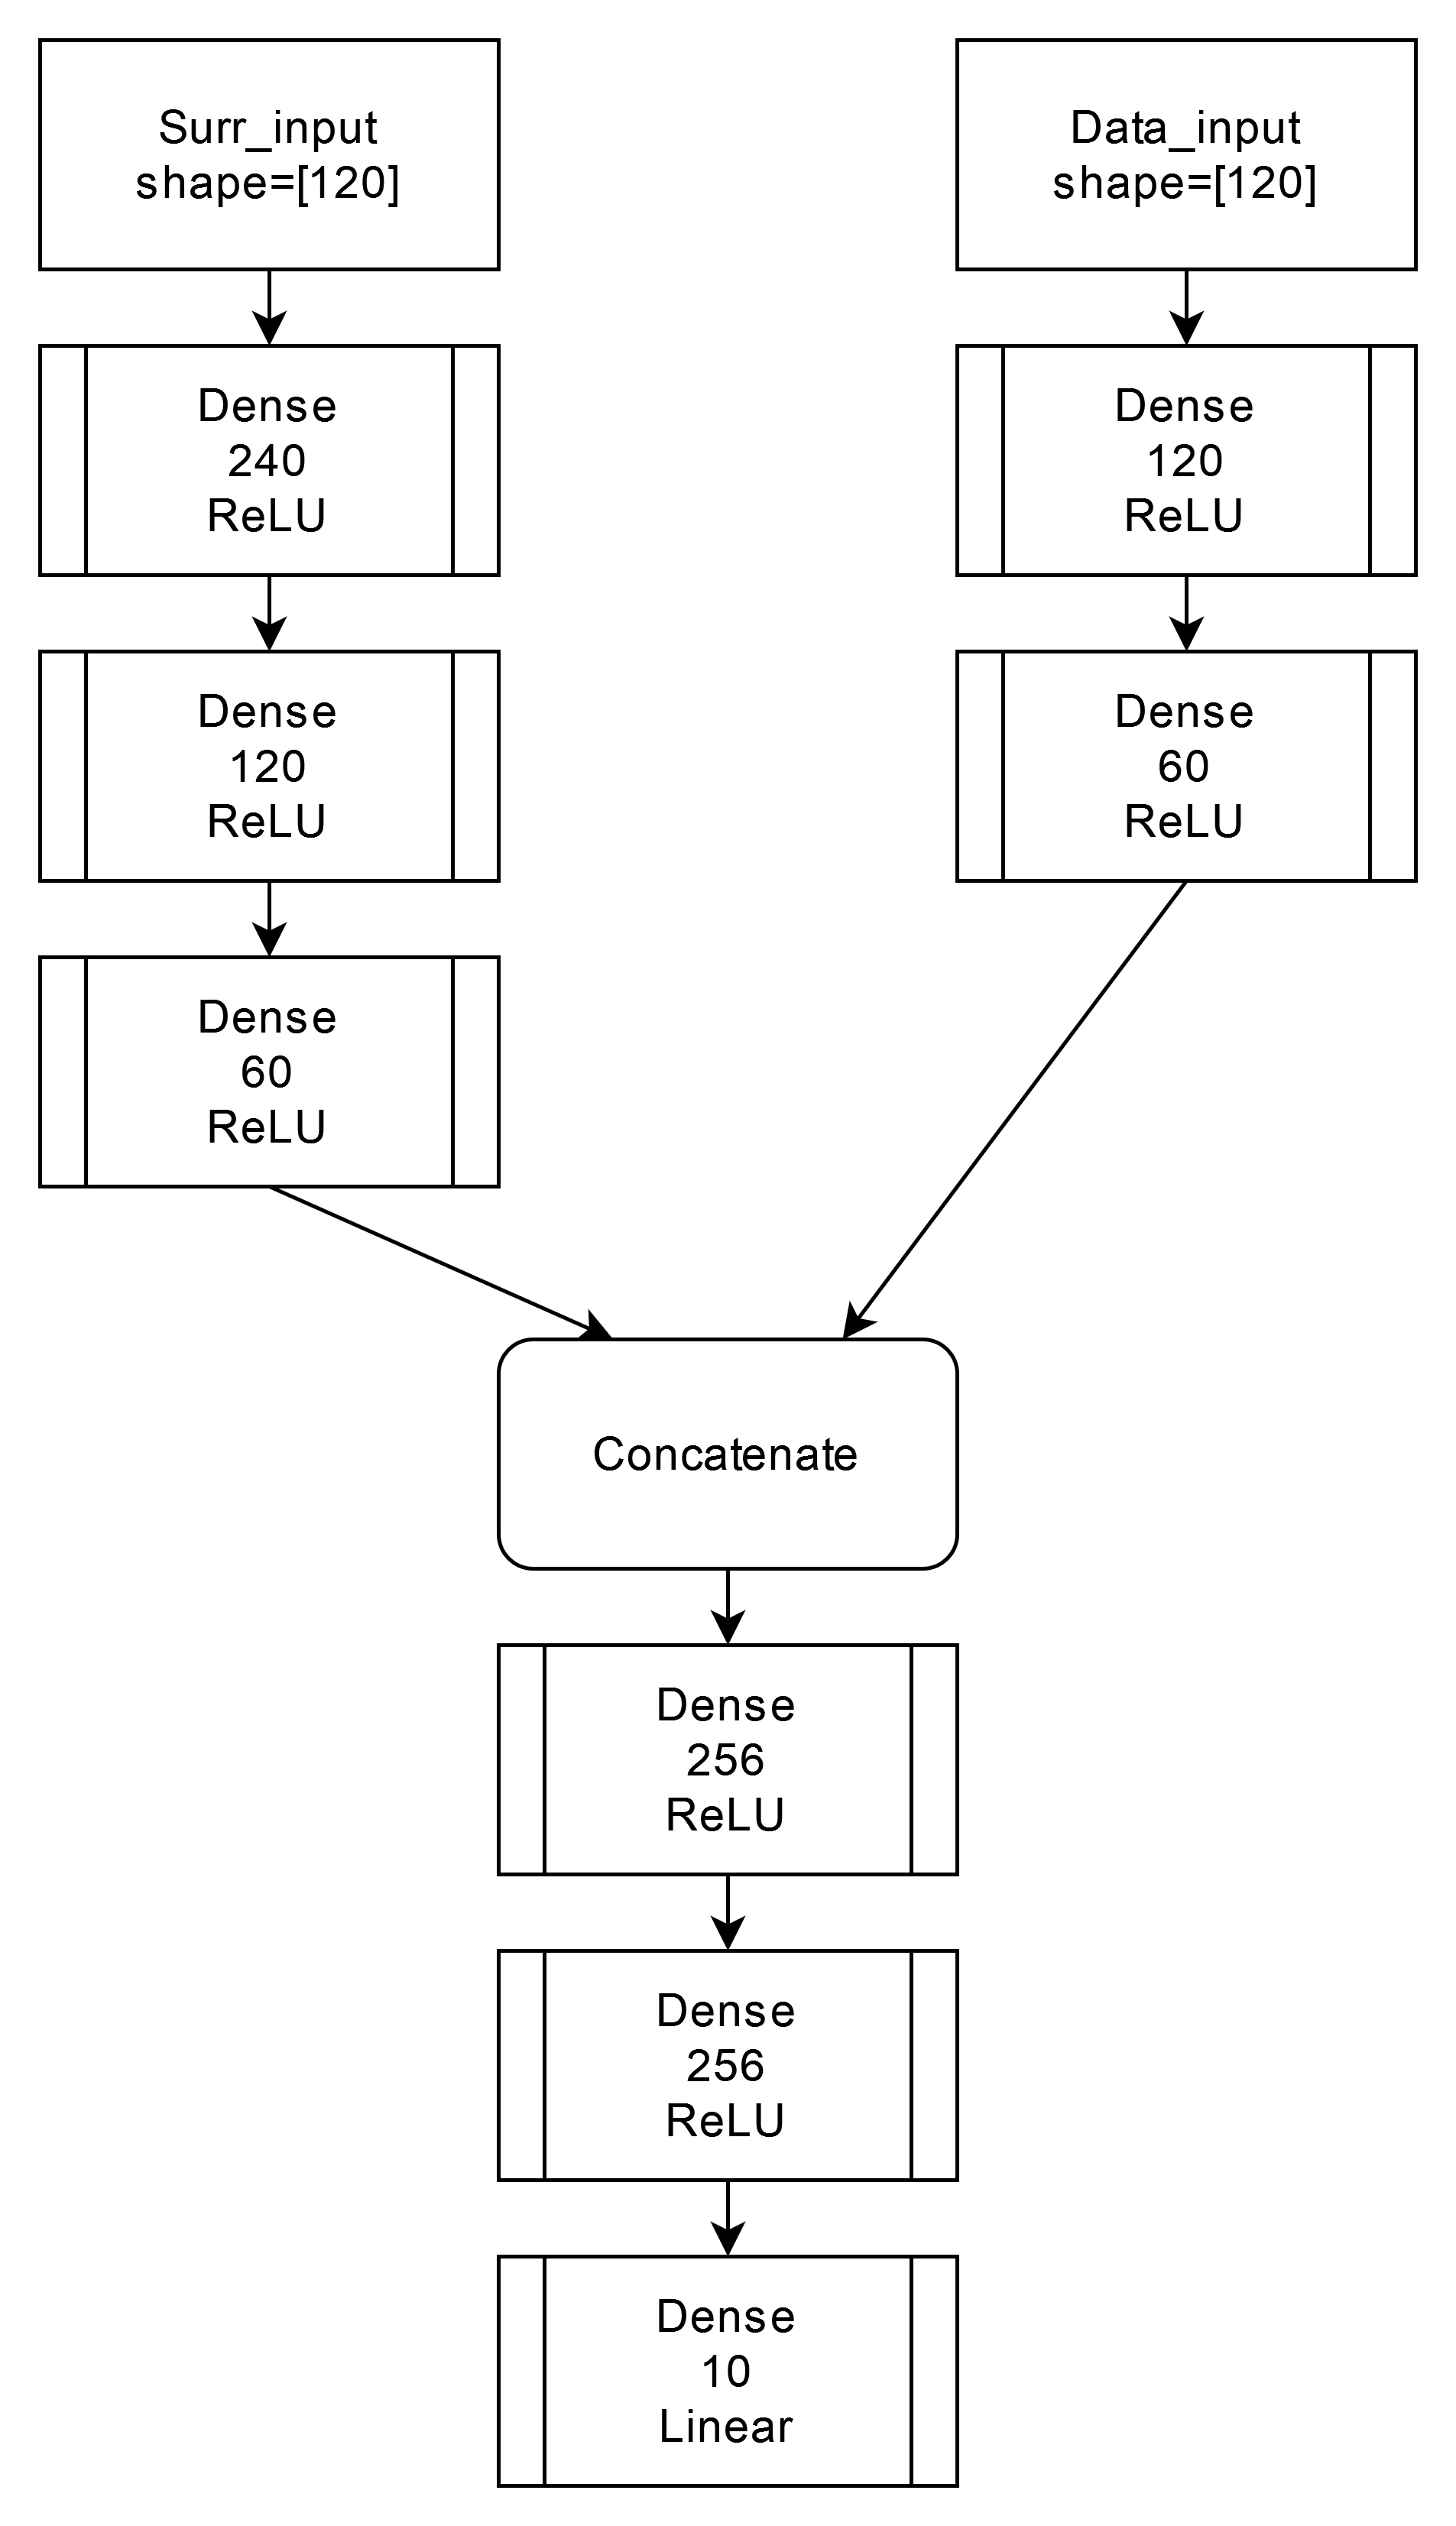 Surr_input
shape=[120]
Data_input
shape=[120]
Dense
240
ReLU
Dense
120
ReLU
Dense
120
ReLU
Dense
60
ReLU
Dense
60
ReLU
Concatenate
Dense
256
ReLU
Dense
256
ReLU
Dense
10
Linear